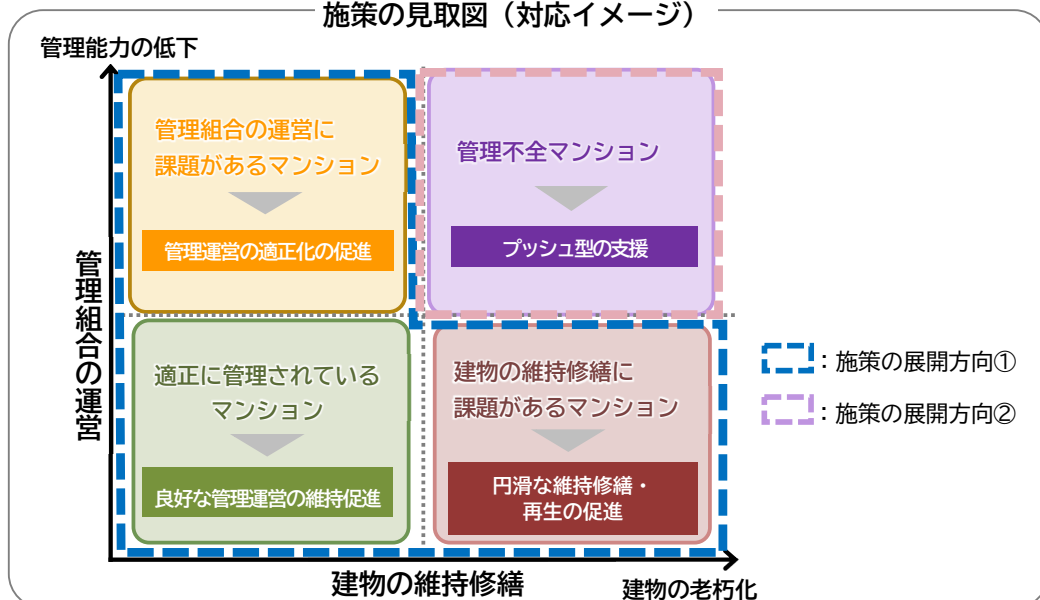 施策の見取図（対応イメージ）
管理能力の低下
管理組合の運営に
課題があるマンション
管理運営の適正化の促進
管理不全マンション
プッシュ型の支援
管理組合の運営
適正に管理されている
マンション
良好な管理運営の維持促進
建物の維持修繕に
課題があるマンション
円滑な維持修繕・
再生の促進
：施策の展開方向①
：施策の展開方向②
建物の維持修繕
建物の老朽化